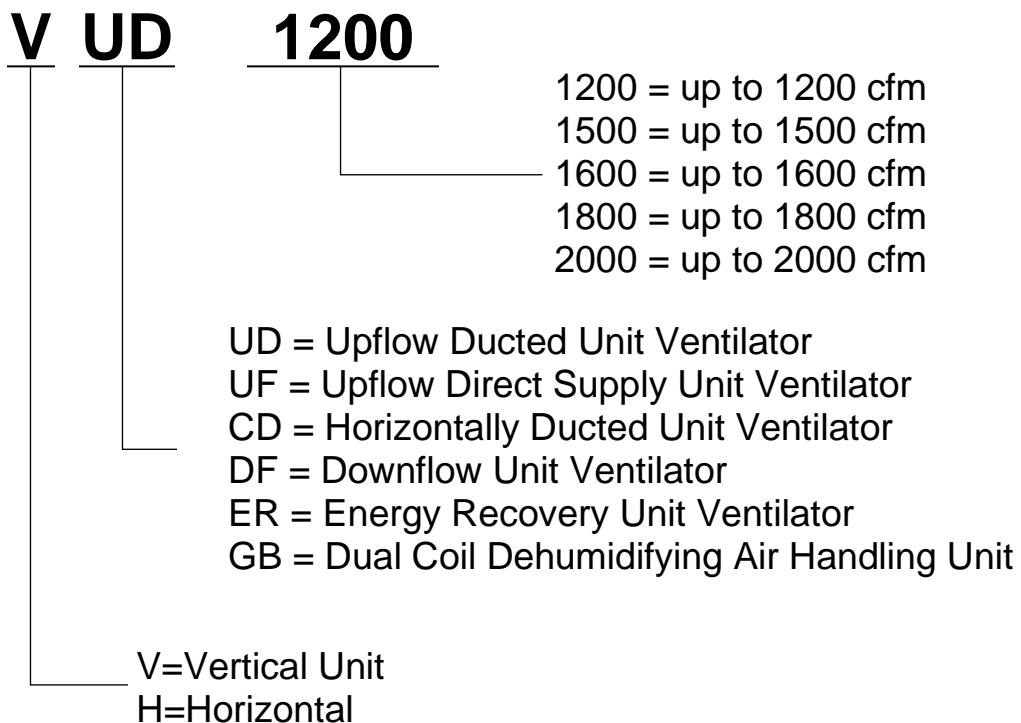 V UD 1200
1200 = up to 1200 cfm
1500 = up to 1500 cfm
1600 = up to 1600 cfm
1800 = up to 1800 cfm
2000 = up to 2000 cfm
UD = Upflow Ducted Unit Ventilator
UF = Upflow Direct Supply Unit Ventilator
CD = Horizontally Ducted Unit Ventilator
DF = Downflow Unit Ventilator
ER = Energy Recovery Unit Ventilator
GB = Dual Coil Dehumidifying Air Handling Unit
V=Vertical Unit
H=Horizontal